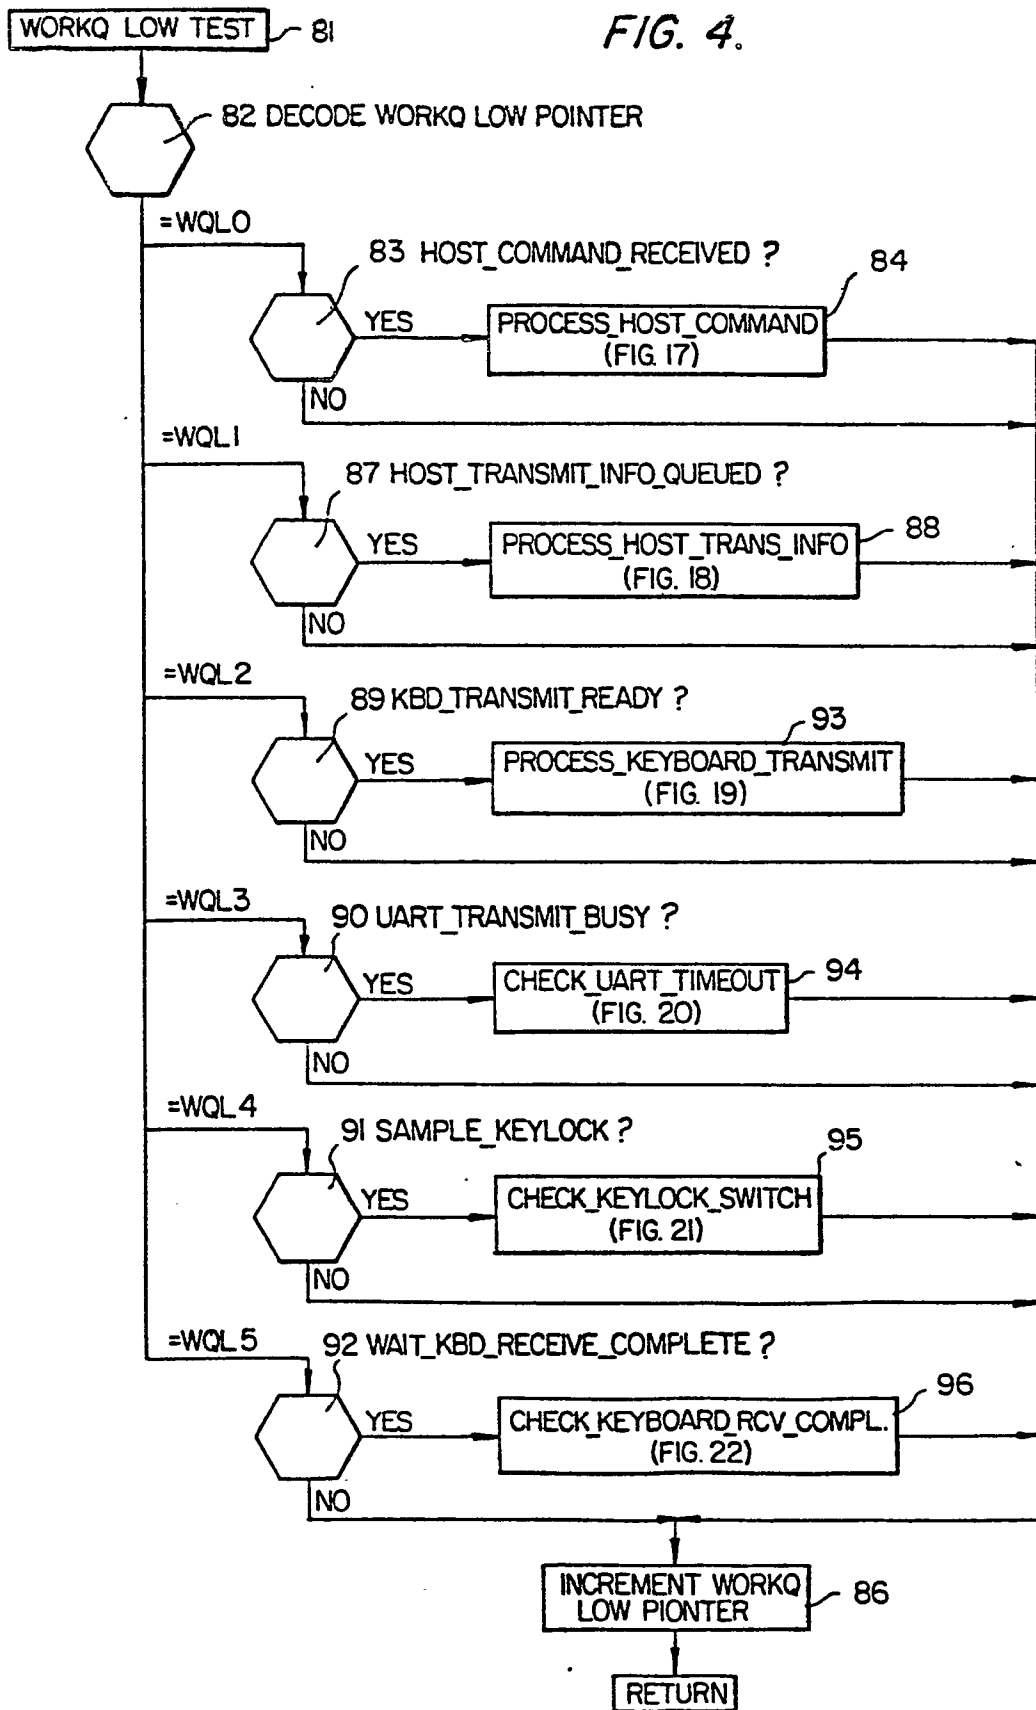 WORKQ LOW TEST 81
FIG. 4.
82 DECODE WORKQ LOW POINTER
=WQL0
83 HOST_COMMAND_RECEIVED ?
84
YES
PROCESS_HOST_COMMAND
(FIG. 17)
NO
=WQL1
87 HOST_TRANSMIT_INFO_QUEUED ?
88
YES
PROCESS_HOST_TRANS_INFO
(FIG. 18)
NO
=WQL2
89 KBD_TRANSMIT_READY ?
93
YES
PROCESS_KEYBOARD_TRANSMIT
(FIG. 19)
NO
=WQL3
90 UART_TRANSMIT_BUSY ?
94
YES
CHECK_UART_TIMEOUT
(FIG. 20)
NO
=WQL4
91 SAMPLE_KEYLOCK ?
95
YES
CHECK_KEYLOCK_SWITCH
(FIG. 21)
NO
=WQL5
92 WAIT_KBD_RECEIVE_COMPLETE ?
96
YES
CHECK_KEYBOARD_RCV_COMPL.
(FIG. 22)
NO
INCREMENT WORKQ
LOW PIONTER
86
RETURN